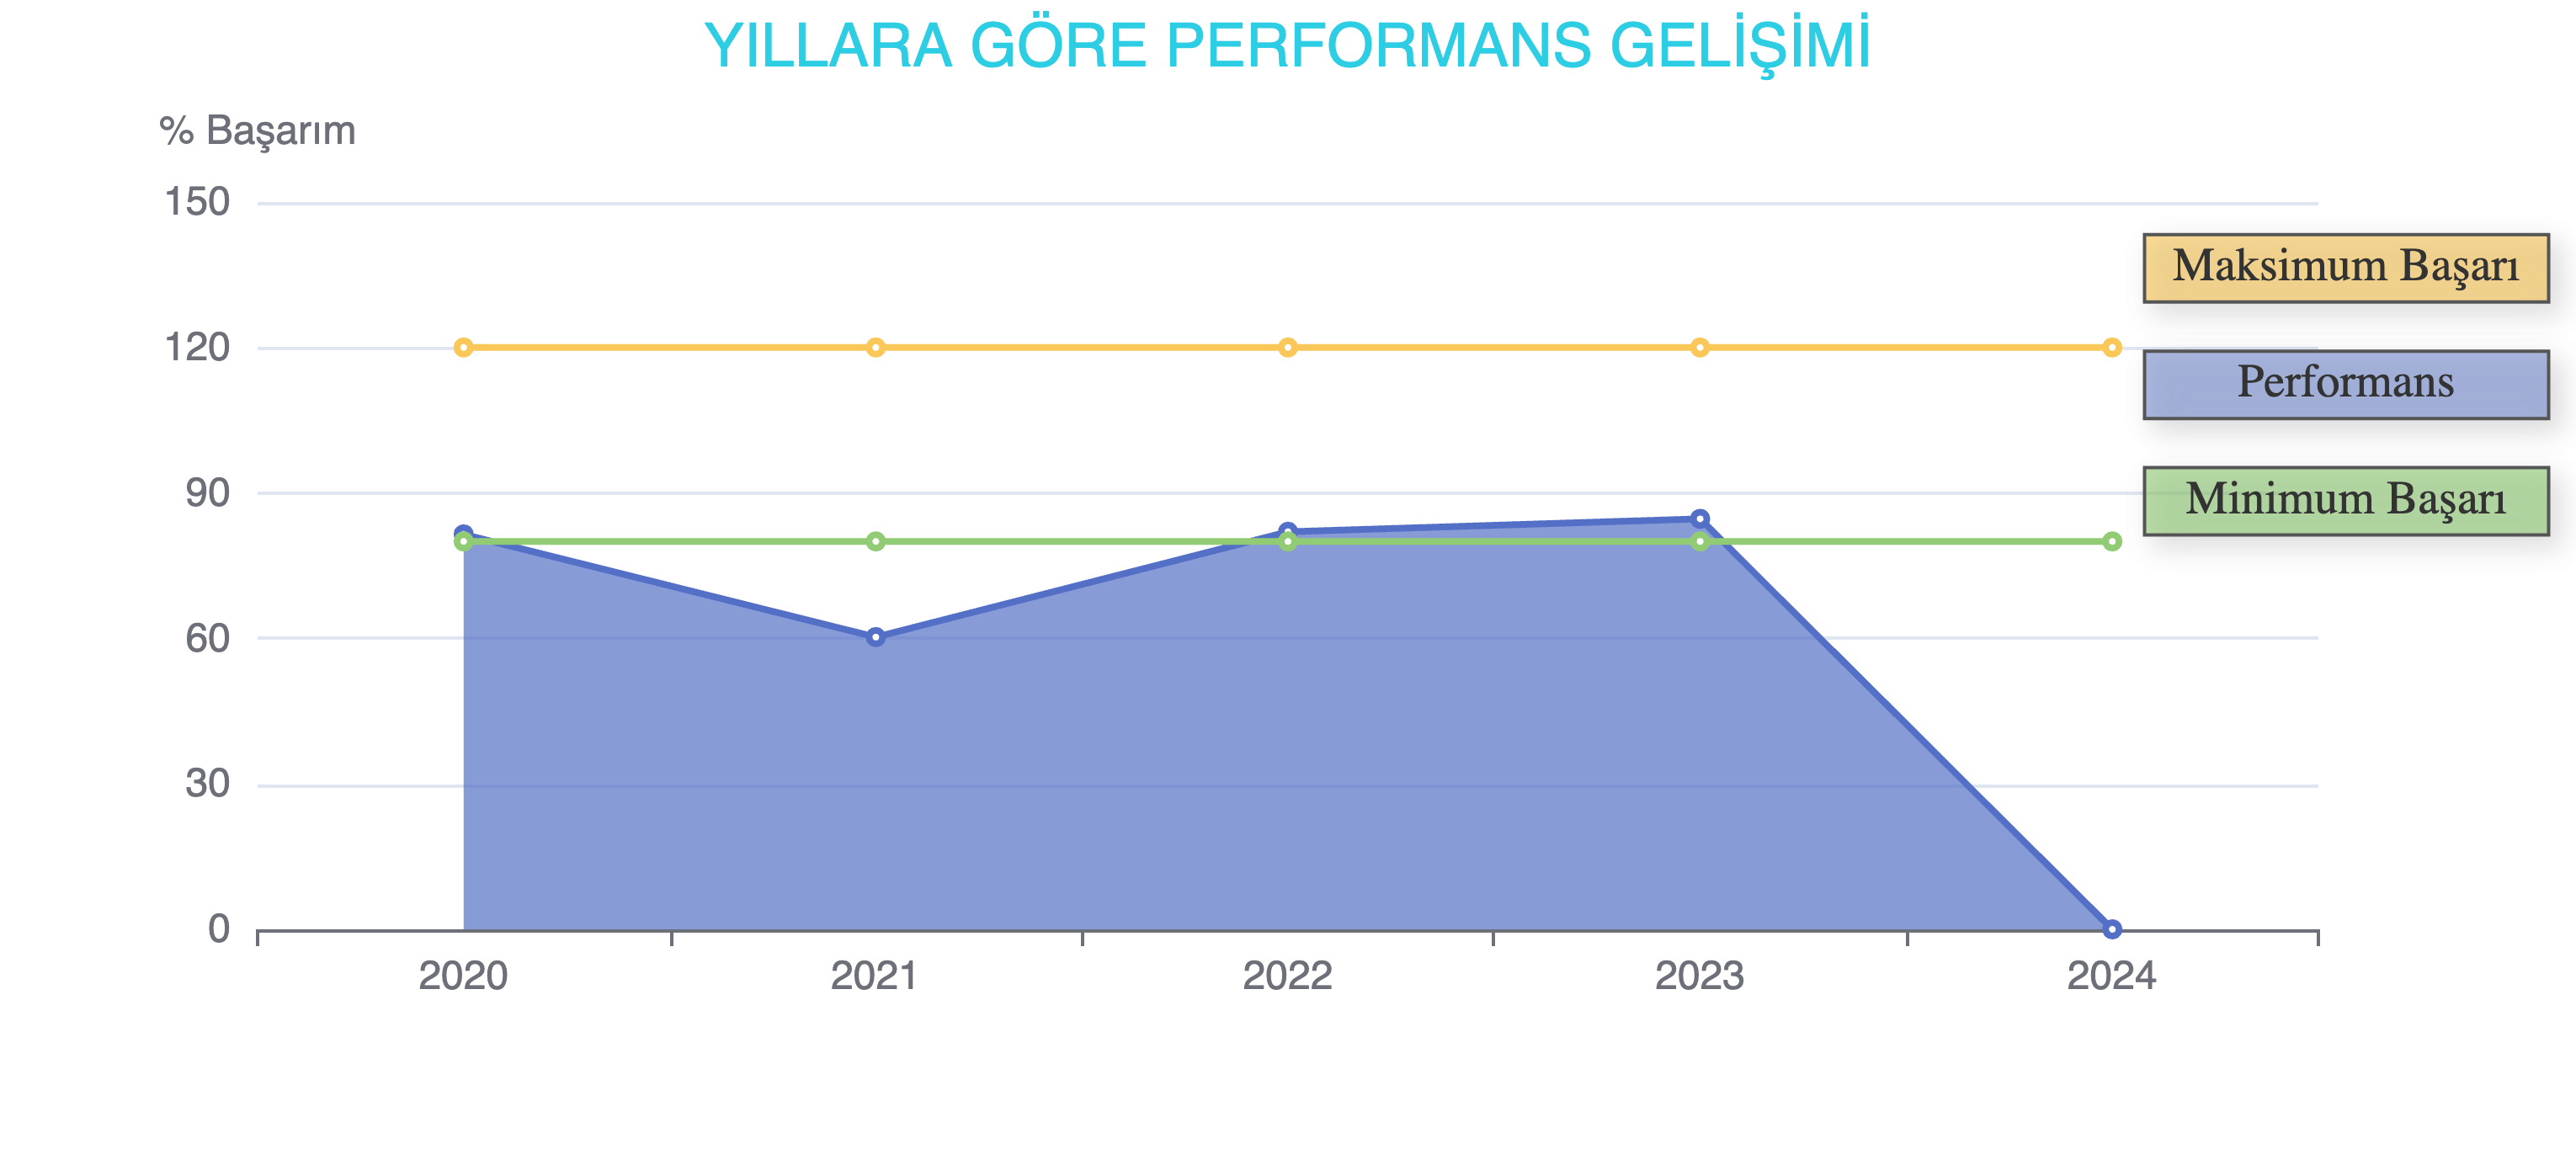 YILLARA GÖRE PERFORMANS GELİŞİMİ
% Başarım
150
Maksimum Başarı
120
Performans
90
Minimum Başarı
60
30
0
2020 2021 2022 2023 2024